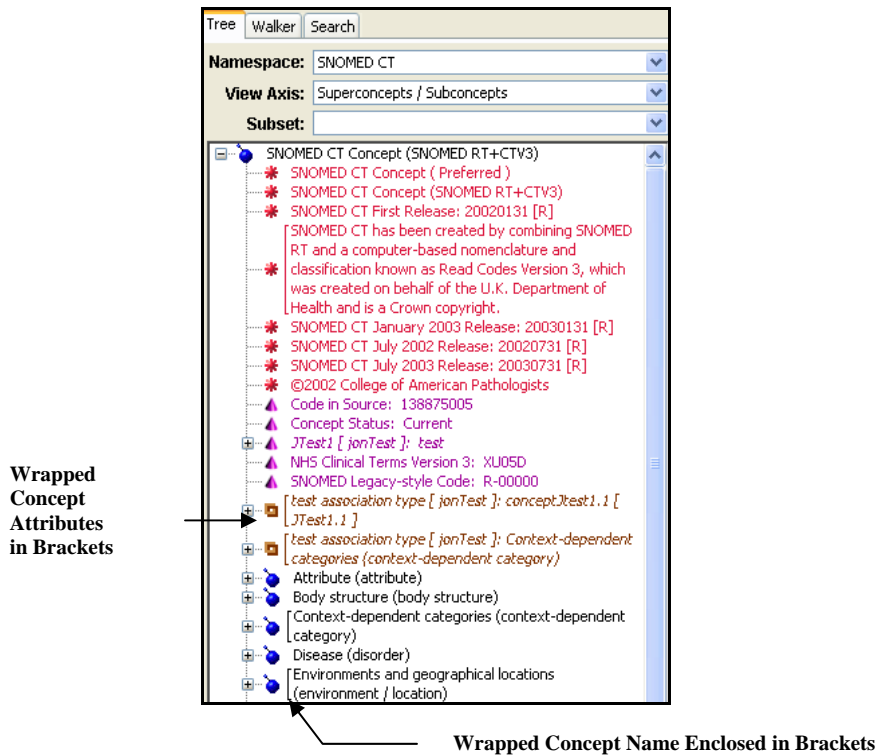 Tree Walker Search
Namespace: SNOMED CT
View Axis: Superconcepts / Subconcepts
Subset:
SNOMED CT Concept (SNOMED RT+CTV3)
SNOMED CT Concept ( Preferred )
SNOMED CT Concept (SNOMED RT+CTV3)
SNOMED CT First Release: 20020131 [R]
SNOMED CT has been created by combining SNOMED
RT and a computer-based nomenclature and
classification known as Read Codes Version 3, which
was created on behalf of the U.K. Department of
Health and is a Crown copyright.
SNOMED CT January 2003 Release: 20030131 [R]
SNOMED CT July 2002 Release: 20020731 [R]
SNOMED CT July 2003 Release: 20030731 [R]
©2002 College of American Pathologists
Code in Source: 138875005
Concept Status: Current
JTest1 [ jonTest ]: test
NHS Clinical Terms Version 3: XU05D
SNOMED Legacy-style Code: R-00000
test association type [ jonTest ]: conceptJtest1.1 [
JTest1.1 ]
test association type [ jonTest ]: Context-dependent
categories (context-dependent category)
Attribute (attribute)
Body structure (body structure)
Context-dependent categories (context-dependent
category)
Disease (disorder)
Environments and geographical locations
(environment / location)
Wrapped
Concept
Attributes
in Brackets
Wrapped Concept Name Enclosed in Brackets